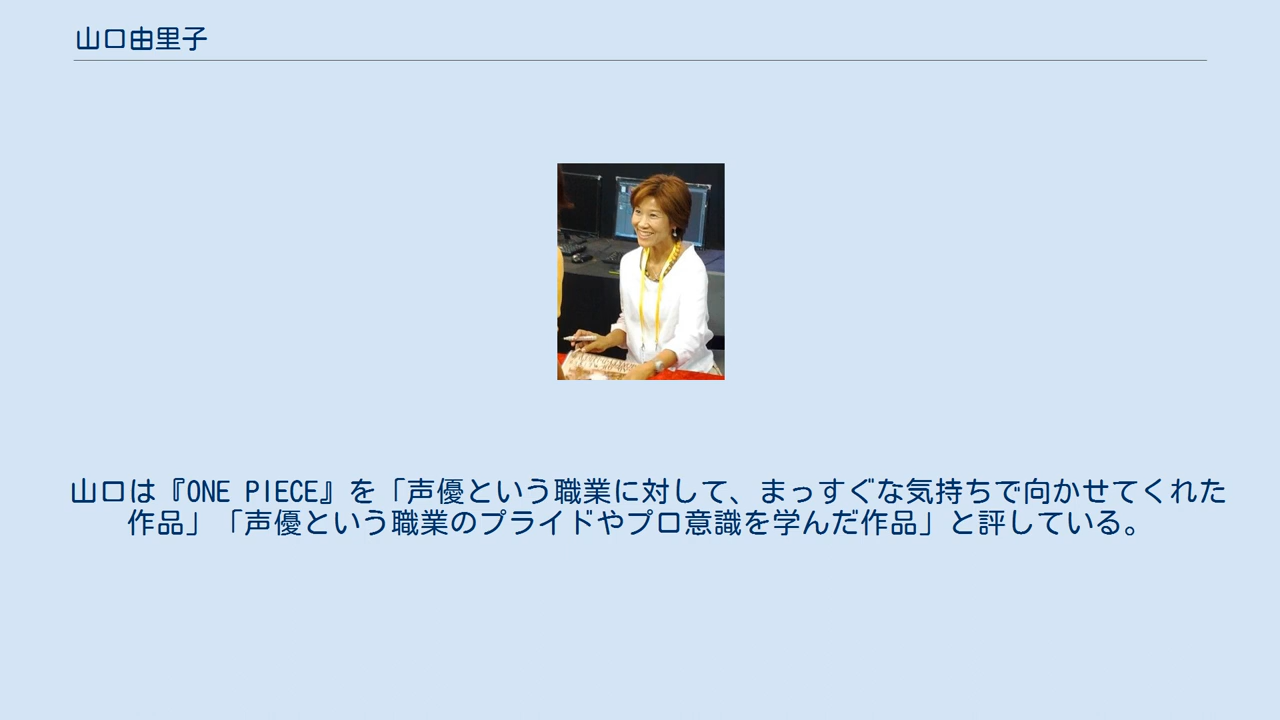 山口由里子
山口は『ONE PIECE』を「声優という職業に対して、まっすぐな気持ちで向かせてくれた
作品」「声優という職業のプライドやプロ意識を学んだ作品」と評している。